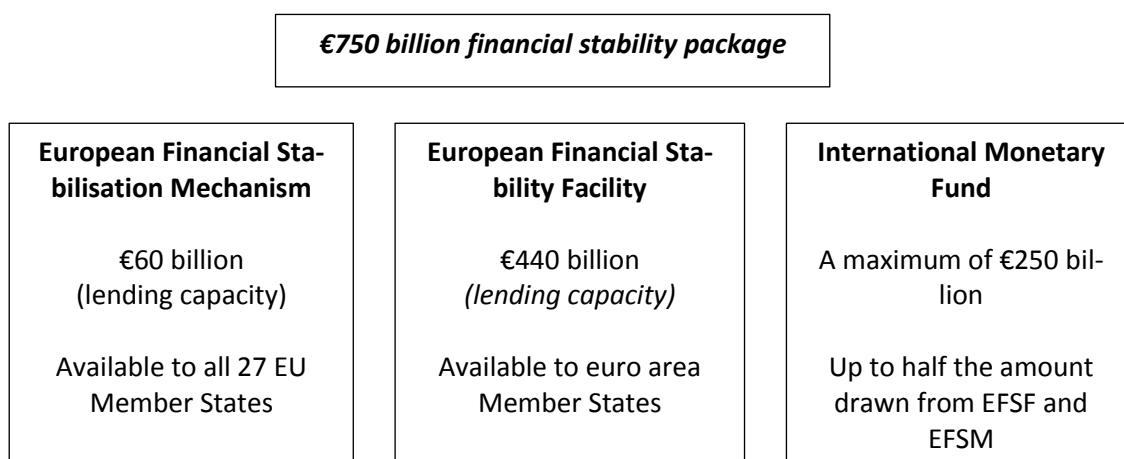 €750 billion financial stability package
European Financial Sta-
bilisation Mechanism
€60 billion
(lending capacity)
Available to all 27 EU
Member States
European Financial Sta-
bility Facility
€440 billion
(lending capacity)
Available to euro area
Member States
International Monetary
Fund
A maximum of €250 bil-
lion
Up to half the amount
drawn from EFSF and
EFSM